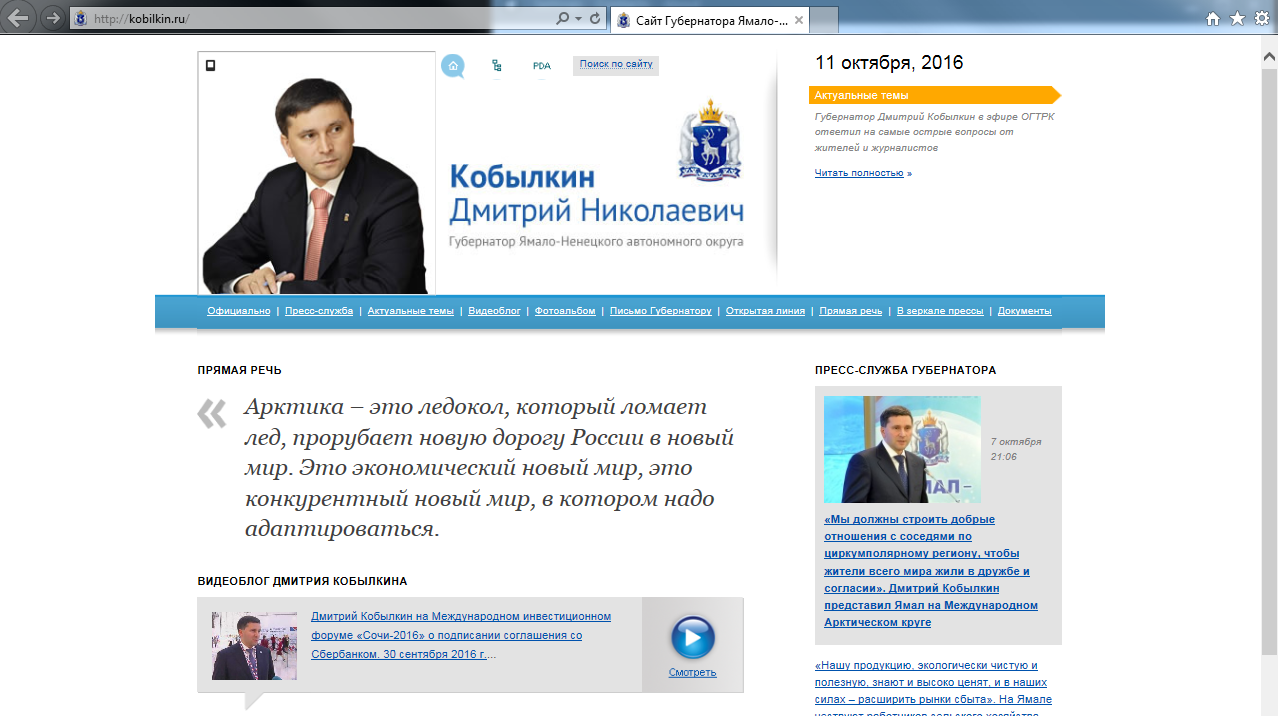 http://kobilkin.ru/
Сайт Губернатора Ямало-...
PDA
Поиск по сайту
Кобылкин
Дмитрий Николаевич
Губернатор Ямало-Ненецкого автономного округа
11 октября, 2016
Актуальные темы
Губернатор Дмитрий Кобылкин в эфире ОГТРК
ответил на самые острые вопросы от
жителей и журналистов
Читать полностью »
Официально | Пресс-служба | Актуальные темы | Видеоблог | Фотоальбом | Письмо Губернатору | Открытая линия | Прямая речь | В зеркале прессы | Документы
ПРЯМАЯ РЕЧЬ
« Арктика – это ледокол, который ломает
лед, прорубает новую дорогу России в новый
мир. Это экономический новый мир, это
конкурентный новый мир, в котором надо
адаптироваться.
ВИДЕОБЛОГ ДМИТРИЯ КОБЫЛКИНА
Дмитрий Кобылкин на Международном инвестиционном
форуме «Сочи-2016» о подписании соглашения со
Сбербанком. 30 сентября 2016 г....
Смотреть
ПРЕСС-СЛУЖБА ГУБЕРНАТОРА
МАЛ –
7 октября
21:06
«Мы должны строить добрые
отношения с соседями по
циркумполярному региону, чтобы
жители всего мира жили в дружбе и
согласии». Дмитрий Кобылкин
представил Ямал на Международном
Арктическом круге
«Нашу продукцию, экологически чистую и
полезную, знают и высоко ценят, и в наших
силах – расширить рынки сбыта». На Ямале
чествуют работников сельского хозяйства